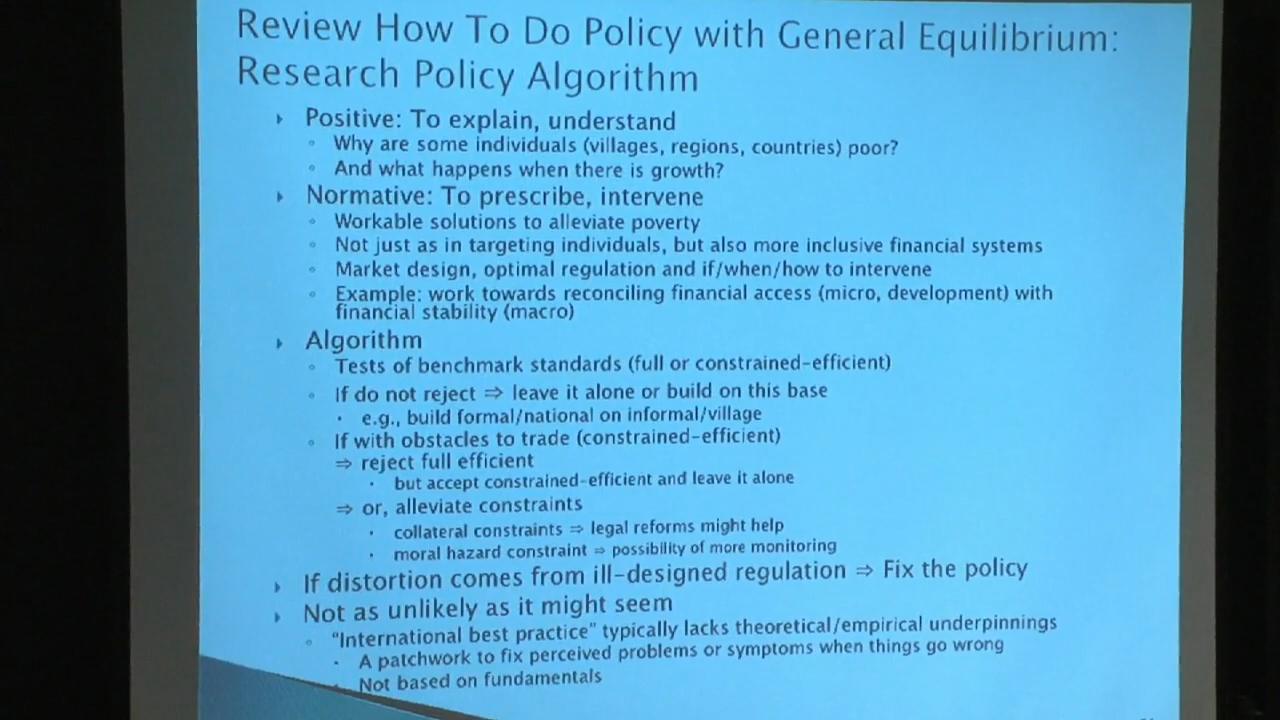 Review How To Do Policy with General Equilibrium:
Research Policy Algorithm
Positive: To explain, understand
Why are some individuals (villages, regions, countries) poor?
And what happens when there is growth?
Normative: To prescribe, intervene
Workable solutions to alleviate poverty
Not just as in targeting individuals, but also more inclusive financial systems
Market design, optimal regulation and if/when/how to intervene
Example: work towards reconciling financial access (micro, development) with
financial stability (macro)
Algorithm
Tests of benchmark standards (full or constrained-efficient)
If do not reject ⇒ leave it alone or build on this base
e.g., build formal/national on informal/village
If with obstacles to trade (constrained-efficient)
⇒ reject full efficient
but accept constrained-efficient and leave it alone
⇒ or, alleviate constraints
collateral constraints ⇒ legal reforms might help
moral hazard constraint ⇒ possibility of more monitoring
If distortion comes from ill-designed regulation ⇒ Fix the policy
Not as unlikely as it might seem
"International best practice" typically lacks theoretical/empirical underpinnings
A patchwork to fix perceived problems or symptoms when things go wrong
Not based on fundamentals